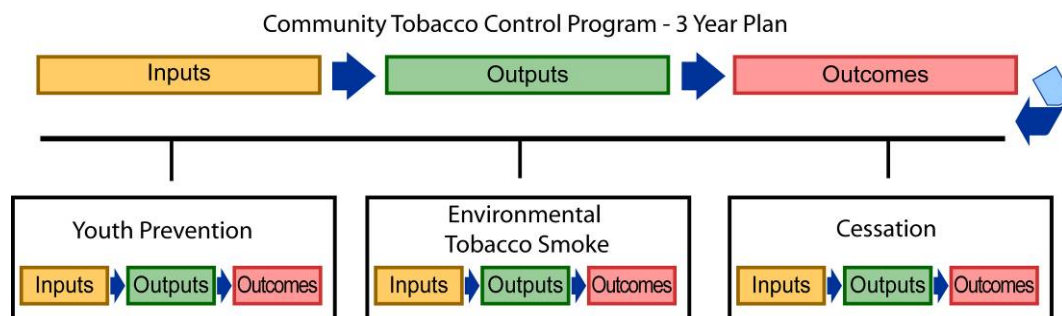 Community Tobacco Control Program - 3 Year Plan
Inputs
Outputs
Outcomes
Youth Prevention
Inputs
Outputs
Outcomes
Environmental
Tobacco Smoke
Inputs
Outputs
Outcomes
Cessation
Inputs
Outputs
Outcomes